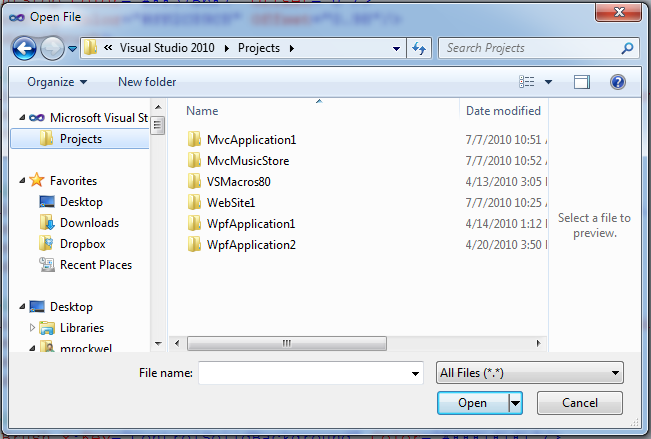 Open File
« Visual Studio 2010 Projects
Search Projects
Organize New folder
Microsoft Visual St
Projects
Favorites
Desktop
Downloads
Dropbox
Recent Places
Desktop
Libraries
mrockwel
Name Date modified
MvcApplication1 7/7/2010 10:51 A
MvcMusicStore 7/7/2010 10:52 A
VSMacros80 4/13/2010 3:05 P
WebSite1 7/7/2010 10:25 A
WpfApplication1 4/14/2010 1:12 P
WpfApplication2 4/20/2010 3:50 P
Select a file to
preview.
File name:
All Files (*.*)
Open
Cancel